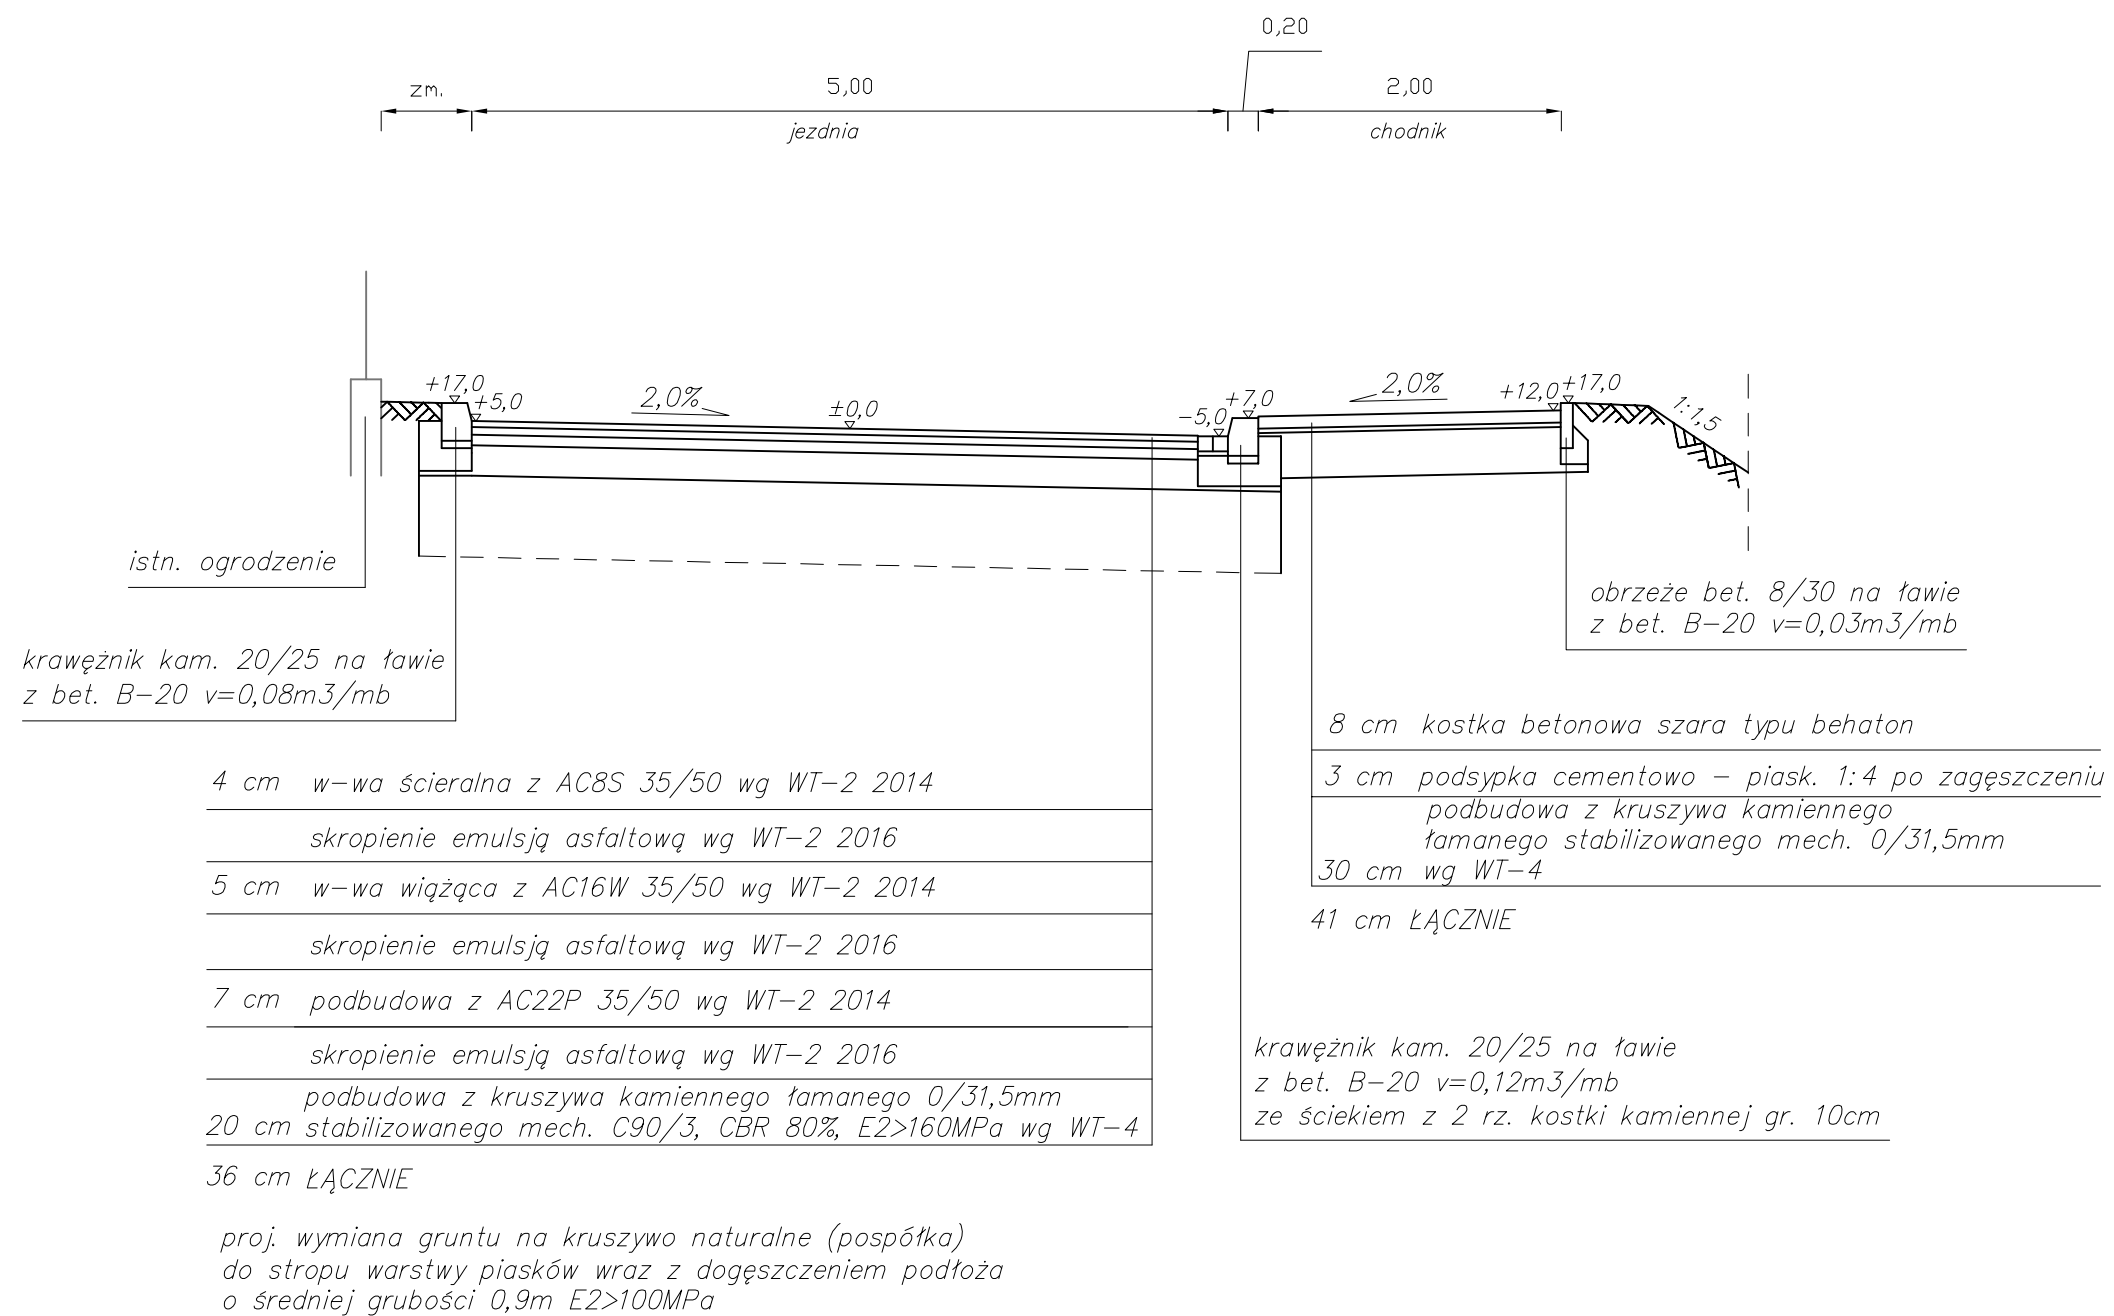 0,20
zm.
5,00
2,00
jezdnia
chodnik
+17,0
+5,0
2,0%
±0,0
-5,0
+7,0
2,0%
+12,0
+17,0
1:1,5
istn. ogrodzenie
krawężnik kam. 20/25 na ławie
z bet. B-20 v=0,08m3/mb
obrzeże bet. 8/30 na ławie
z bet. B-20 v=0,03m3/mb
4 cm w-wa ścieralna z AC8S 35/50 wg WT-2 2014
skropienie emulsją asfaltową wg WT-2 2016
5 cm w-wa wiążąca z AC16W 35/50 wg WT-2 2014
skropienie emulsją asfaltową wg WT-2 2016
7 cm podbudowa z AC22P 35/50 wg WT-2 2014
skropienie emulsją asfaltową wg WT-2 2016
podbudowa z kruszywa kamiennego łamanego 0/31,5mm
20 cm stabilizowanego mech. C90/3, CBR 80%, E2>160MPa wg WT-4
36 cm ŁĄCZNIE
proj. wymiana gruntu na kruszywo naturalne (pospółka)
do stropu warstwy piasków wraz z dogęszczeniem podłoża
o średniej grubości 0,9m E2>100MPa
8 cm kostka betonowa szara typu behaton
3 cm podsypka cementowo - piask. 1:4 po zagęszczeniu
podbudowa z kruszywa kamiennego
łamanego stabilizowanego mech. 0/31,5mm
30 cm wg WT-4
41 cm ŁĄCZNIE
krawężnik kam. 20/25 na ławie
z bet. B-20 v=0,12m3/mb
ze ściekiem z 2 rz. kostki kamiennej gr. 10cm